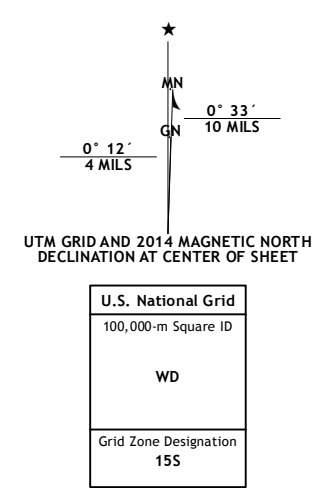 ★
MN
0° 33´
10 MILS
GN
0° 12´
4 MILS
UTM GRID AND 2014 MAGNETIC NORTH
DECLINATION AT CENTER OF SHEET
U.S. National Grid
100,000-m Square ID
WD
Grid Zone Designation
15S